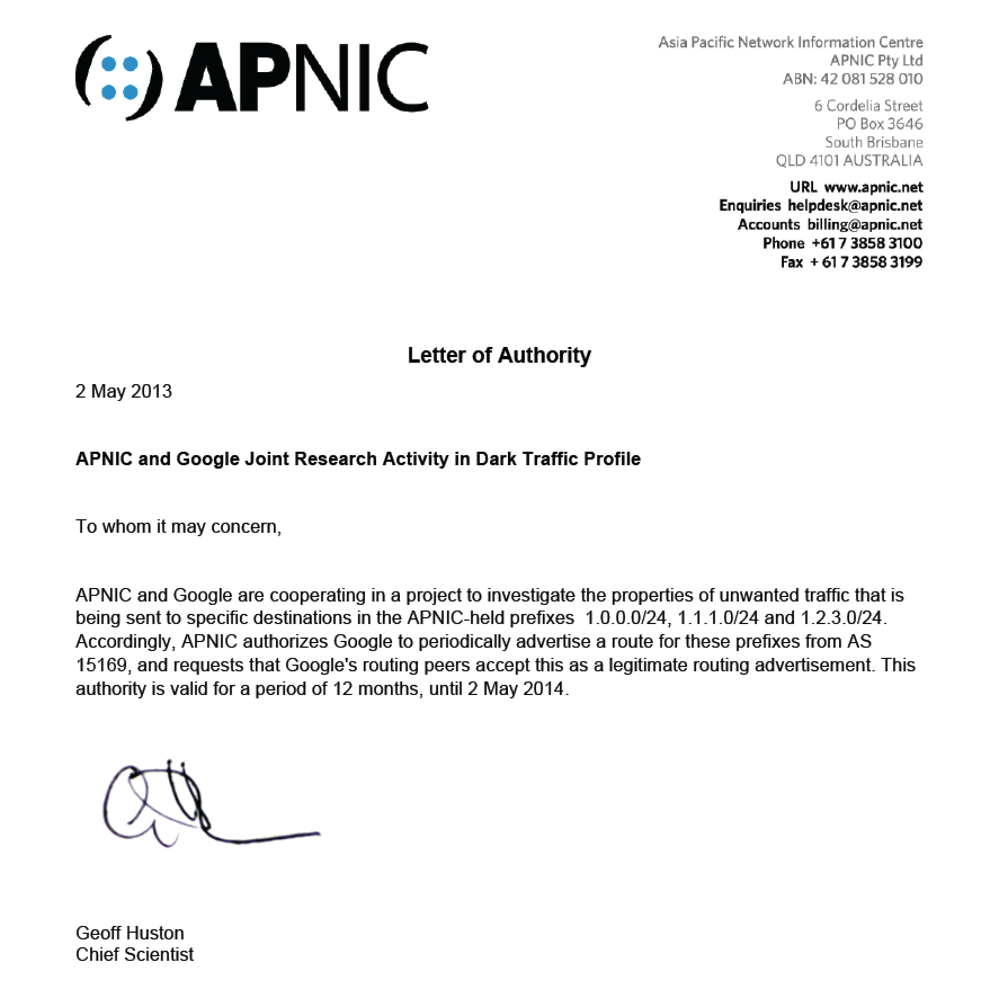 APNIC
Asia Pacific Network Information Centre
APNIC Pty Ltd
ABN: 42 081 528 010
6 Cordelia Street
PO Box 3646
South Brisbane
QLD 4101 AUSTRALIA
URL www.apnic.net
Enquiries helpdesk@apnic.net
Accounts billing@apnic.net
Phone +61 7 3858 3100
Fax + 61 7 3858 3199
Letter of Authority
2 May 2013
APNIC and Google Joint Research Activity in Dark Traffic Profile
To whom it may concern,
APNIC and Google are cooperating in a project to investigate the properties of unwanted traffic that is
being sent to specific destinations in the APNIC-held prefixes  1.0.0.0/24, 1.1.1.0/24 and 1.2.3.0/24.
Accordingly, APNIC authorizes Google to periodically advertise a route for these prefixes from AS
15169, and requests that Google's routing peers accept this as a legitimate routing advertisement. This
authority is valid for a period of 12 months, until 2 May 2014.
Geoff Huston
Chief Scientist